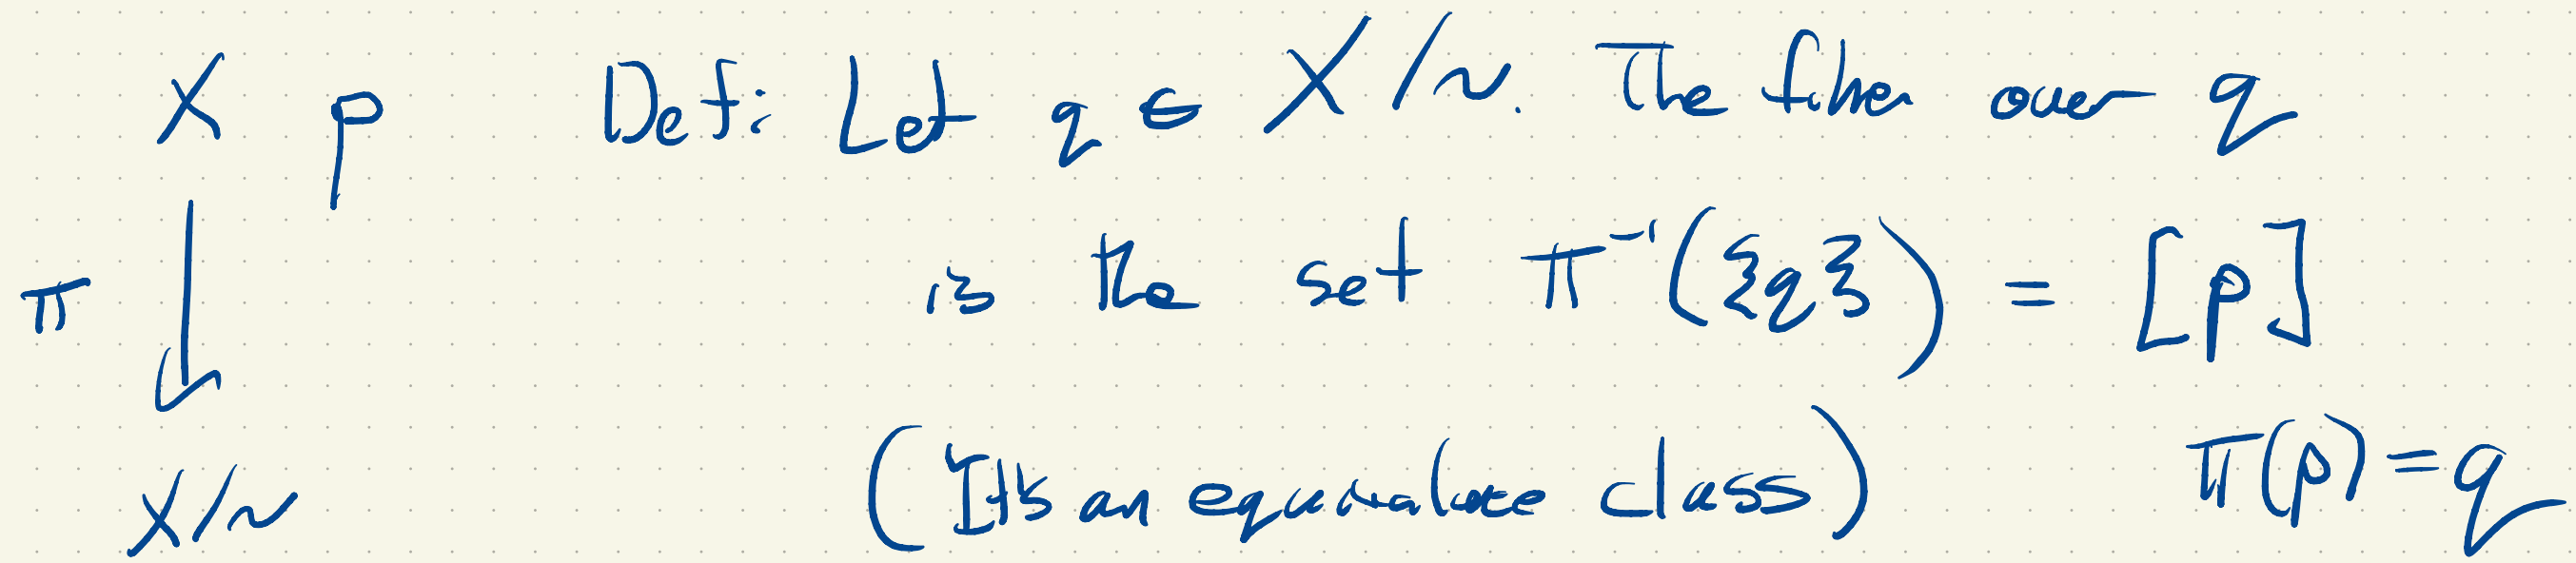 X p Def: Let q ∈ X/~. The fiber over q
π is the set π⁻¹({q}) = [p]
X/~ (It's an equivalence class) π(p) = q